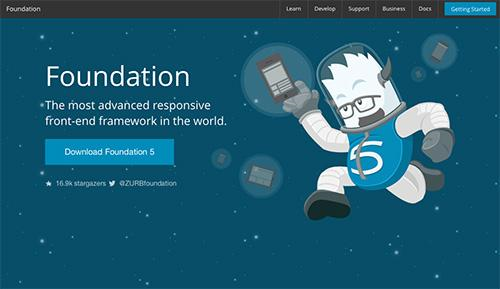 Foundation
Learn Develop Support Business Docs Getting Started
Foundation
The most advanced responsive
front-end framework in the world.
Download Foundation 5
16.9k stargazers @ZURBfoundation
5